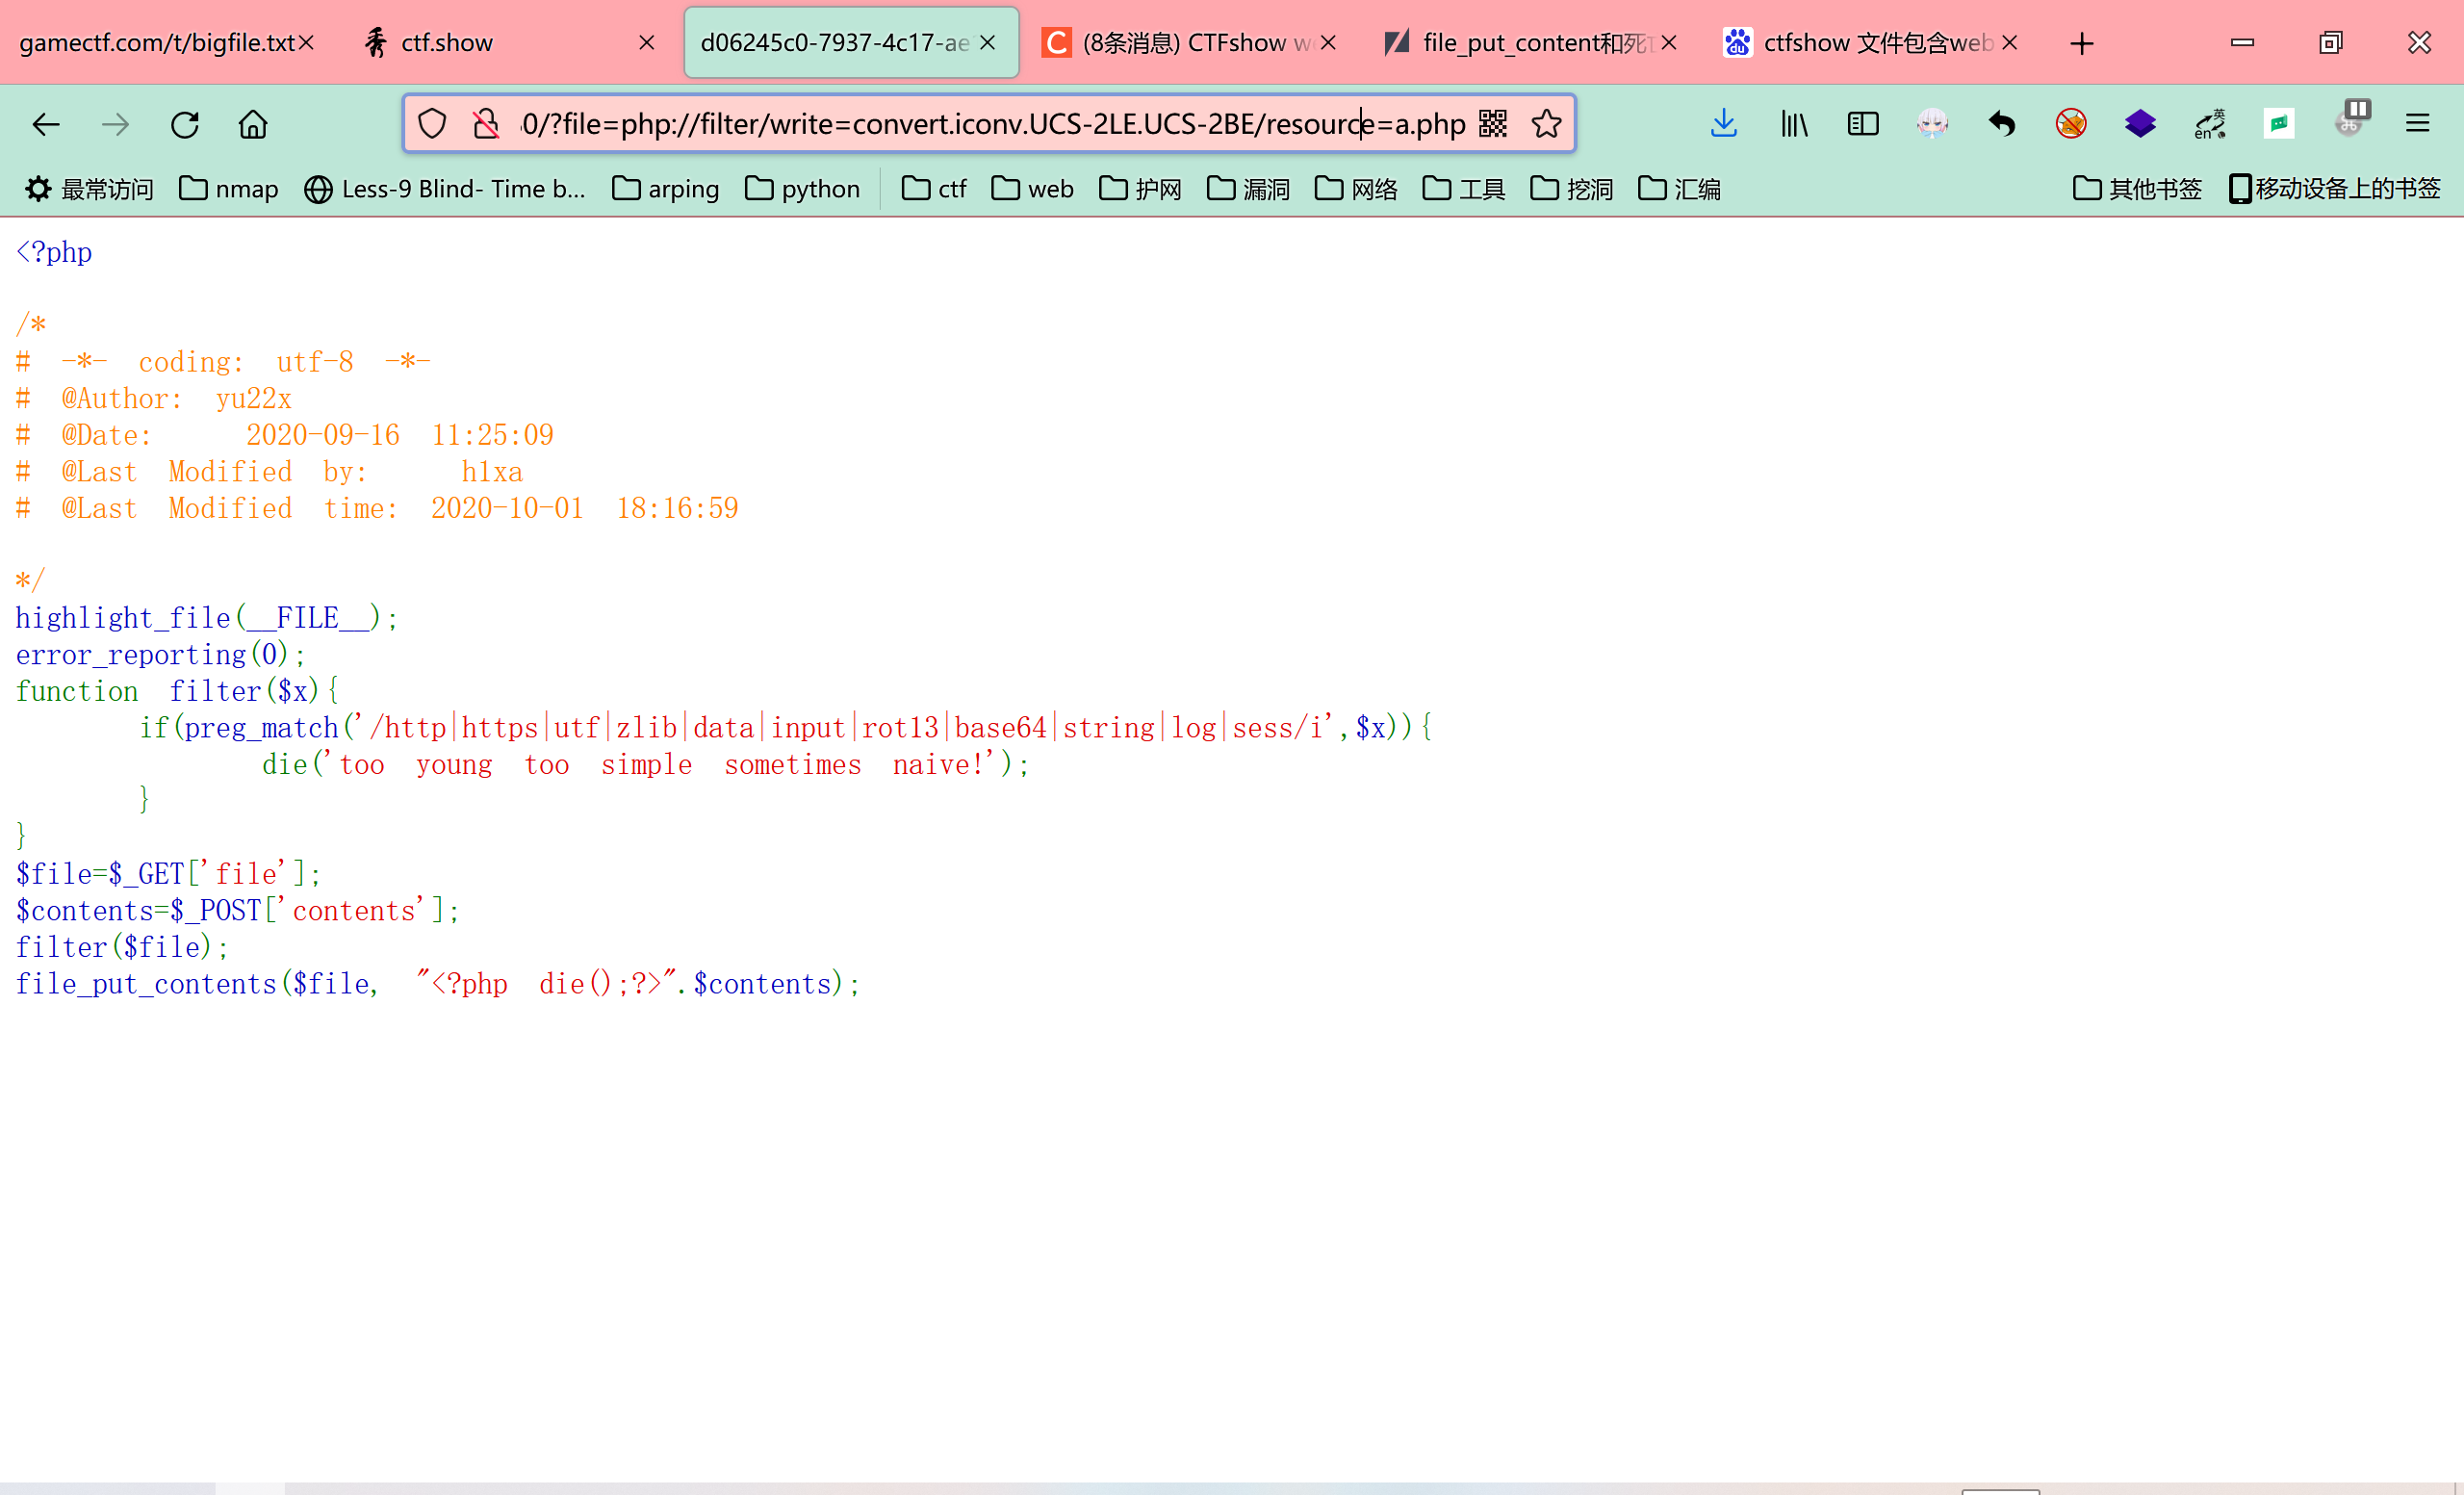 gamectf.com/t/bigfile.txt
ctf.show
d06245c0-7937-4c17-ae
(8条消息) CTFshow w
file_put_content和死
ctfshow 文件包含web
0/?file=php://filter/write=convert.iconv.UCS-2LE.UCS-2BE/resource=a.php
英 en
最常访问 nmap Less-9 Blind- Time b... arping python ctf web 护网 漏洞 网络 工具 挖洞 汇编 其他书签 移动设备上的书签
<?php
/*
# -*- coding: utf-8 -*-
# @Author: yu22x
# @Date: 2020-09-16 11:25:09
# @Last Modified by: h1xa
# @Last Modified time: 2020-10-01 18:16:59
*/
highlight_file(__FILE__);
error_reporting(0);
function filter($x){
if(preg_match('/http|https|utf|zlib|data|input|rot13|base64|string|log|sess/i',$x)){
die('too young too simple sometimes naive!');
}
}
$file=$_GET['file'];
$contents=$_POST['contents'];
filter($file);
file_put_contents($file, "<?php die();?>".$contents);